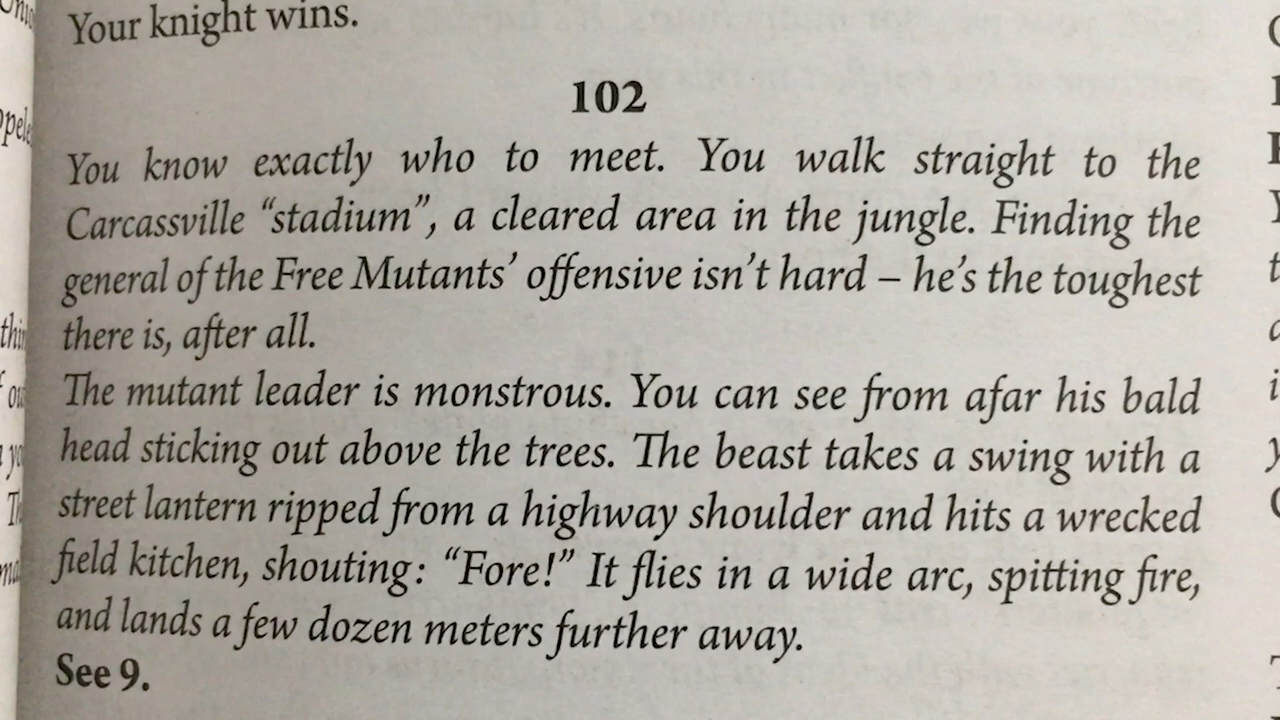 Your knight wins.
102
You know exactly who to meet. You walk straight to the
Carcassville “stadium”, a cleared area in the jungle. Finding the
general of the Free Mutants’ offensive isn’t hard – he’s the toughest
there is, after all.
The mutant leader is monstrous. You can see from afar his bald
head sticking out above the trees. The beast takes a swing with a
street lantern ripped from a highway shoulder and hits a wrecked
field kitchen, shouting: “Fore!” It flies in a wide arc, spitting fire,
and lands a few dozen meters further away.
See 9.